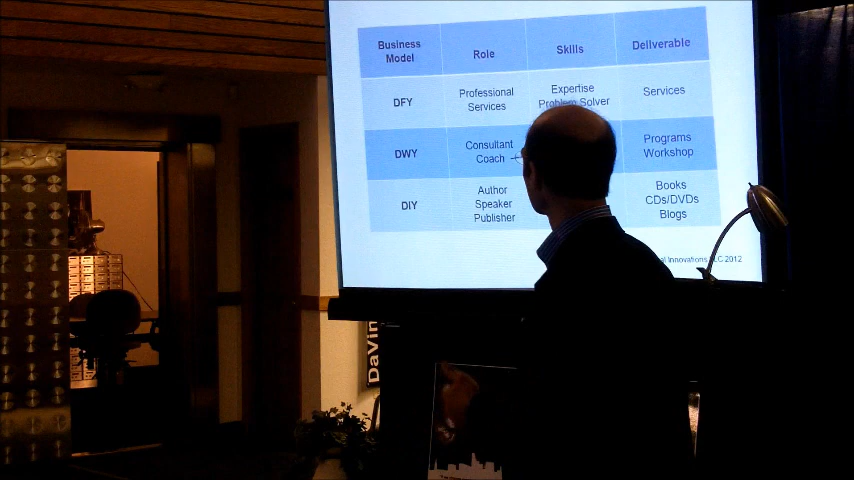 Business Model Role Skills Deliverable
DFY Professional Services Expertise Problem Solver Services
DWY Consultant Coach Programs Workshop
DIY Author Speaker Publisher Books CDs/DVDs Blogs
Innovations LLC 2012
DaVin